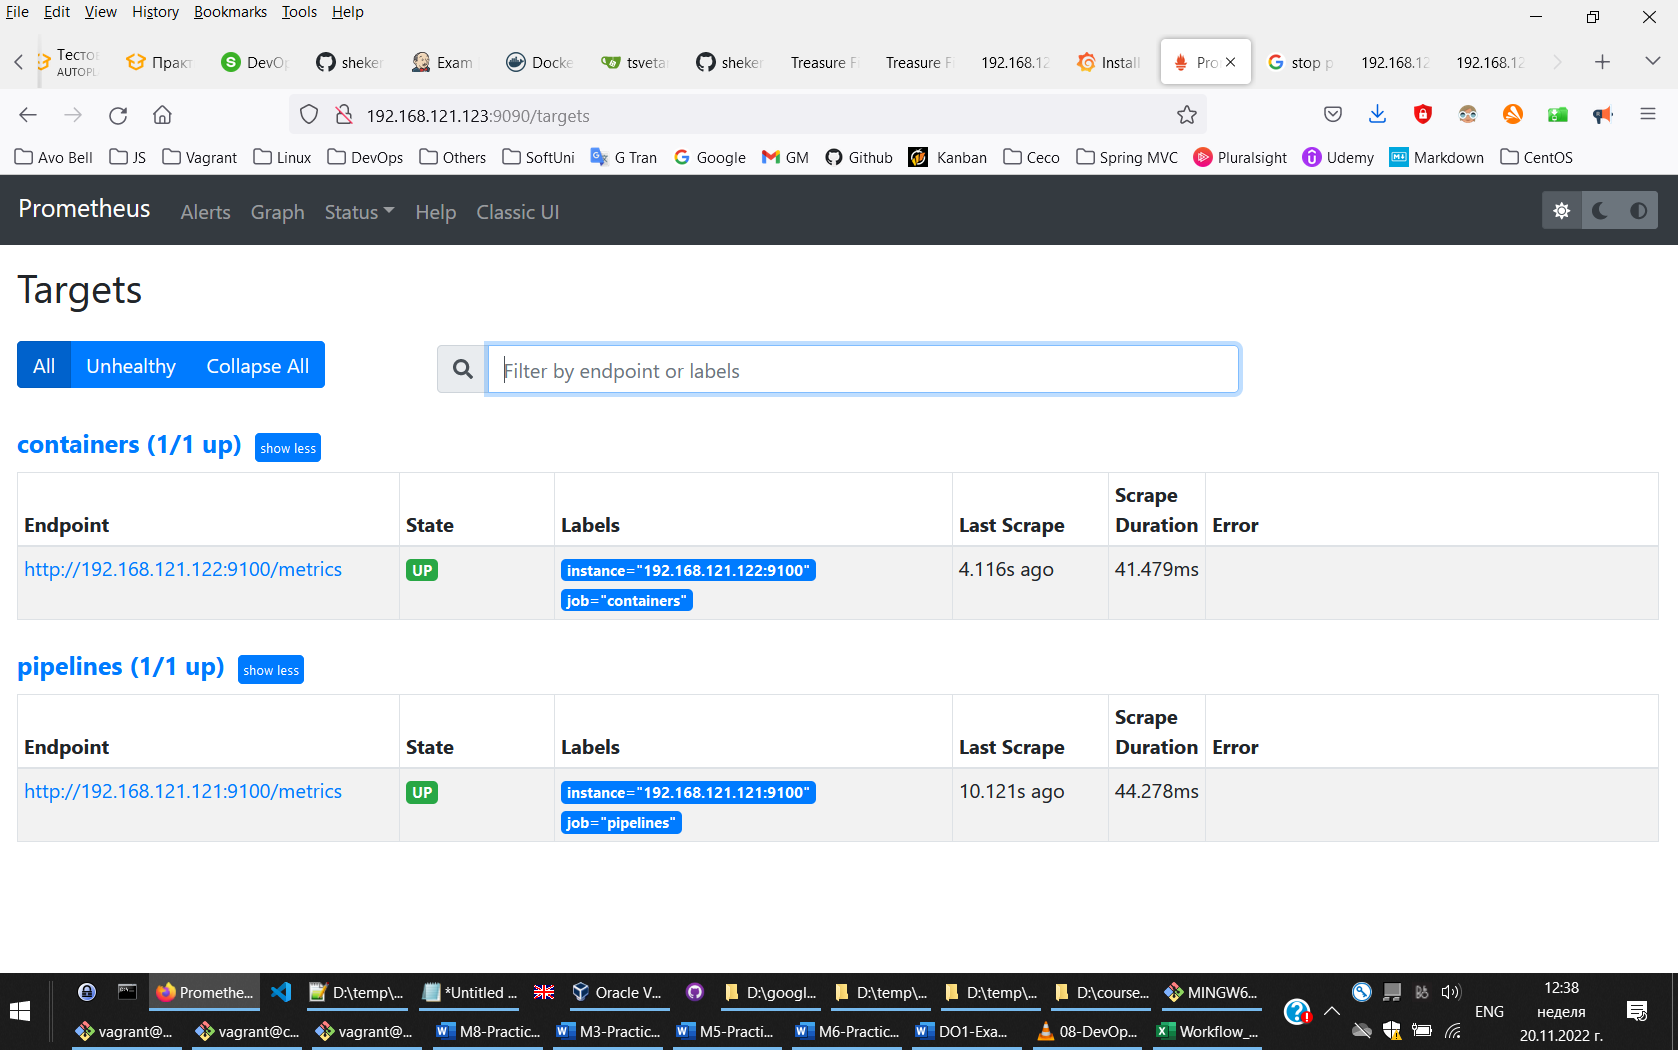 File Edit View History Bookmarks Tools Help
Тестов
AUTOPL
Практ
DevOp
sheker
Exam
Docke
tsvetar
sheker
Treasure Fi
Treasure Fi
192.168.12
Install
Pro
stop p
192.168.12
192.168.12
192.168.121.123:9090/targets
Avo Bell JS Vagrant Linux DevOps Others SoftUni G Tran Google GM Github Kanban Ceco Spring MVC Pluralsight Udemy Markdown CentOS
Prometheus Alerts Graph Status Help Classic UI
Targets
All Unhealthy Collapse All
Filter by endpoint or labels
containers (1/1 up) show less
Endpoint State Labels Last Scrape Scrape Duration Error
http://192.168.121.122:9100/metrics UP instance="192.168.121.122:9100" 4.116s ago 41.479ms
job="containers"
pipelines (1/1 up) show less
Endpoint State Labels Last Scrape Scrape Duration Error
http://192.168.121.121:9100/metrics UP instance="192.168.121.121:9100" 10.121s ago 44.278ms
job="pipelines"
Promethe... D:\temp\... *Untitled ... Oracle V... D:\googl... D:\temp\... D:\temp\... D:\course... MINGW6...
vagrant@... vagrant@c... vagrant@... M8-Practic... M3-Practic... M5-Practi... M6-Practic... DO1-Exa... 08-DevOp... Workflow_...
ENG
12:38
неделя
20.11.2022 г.